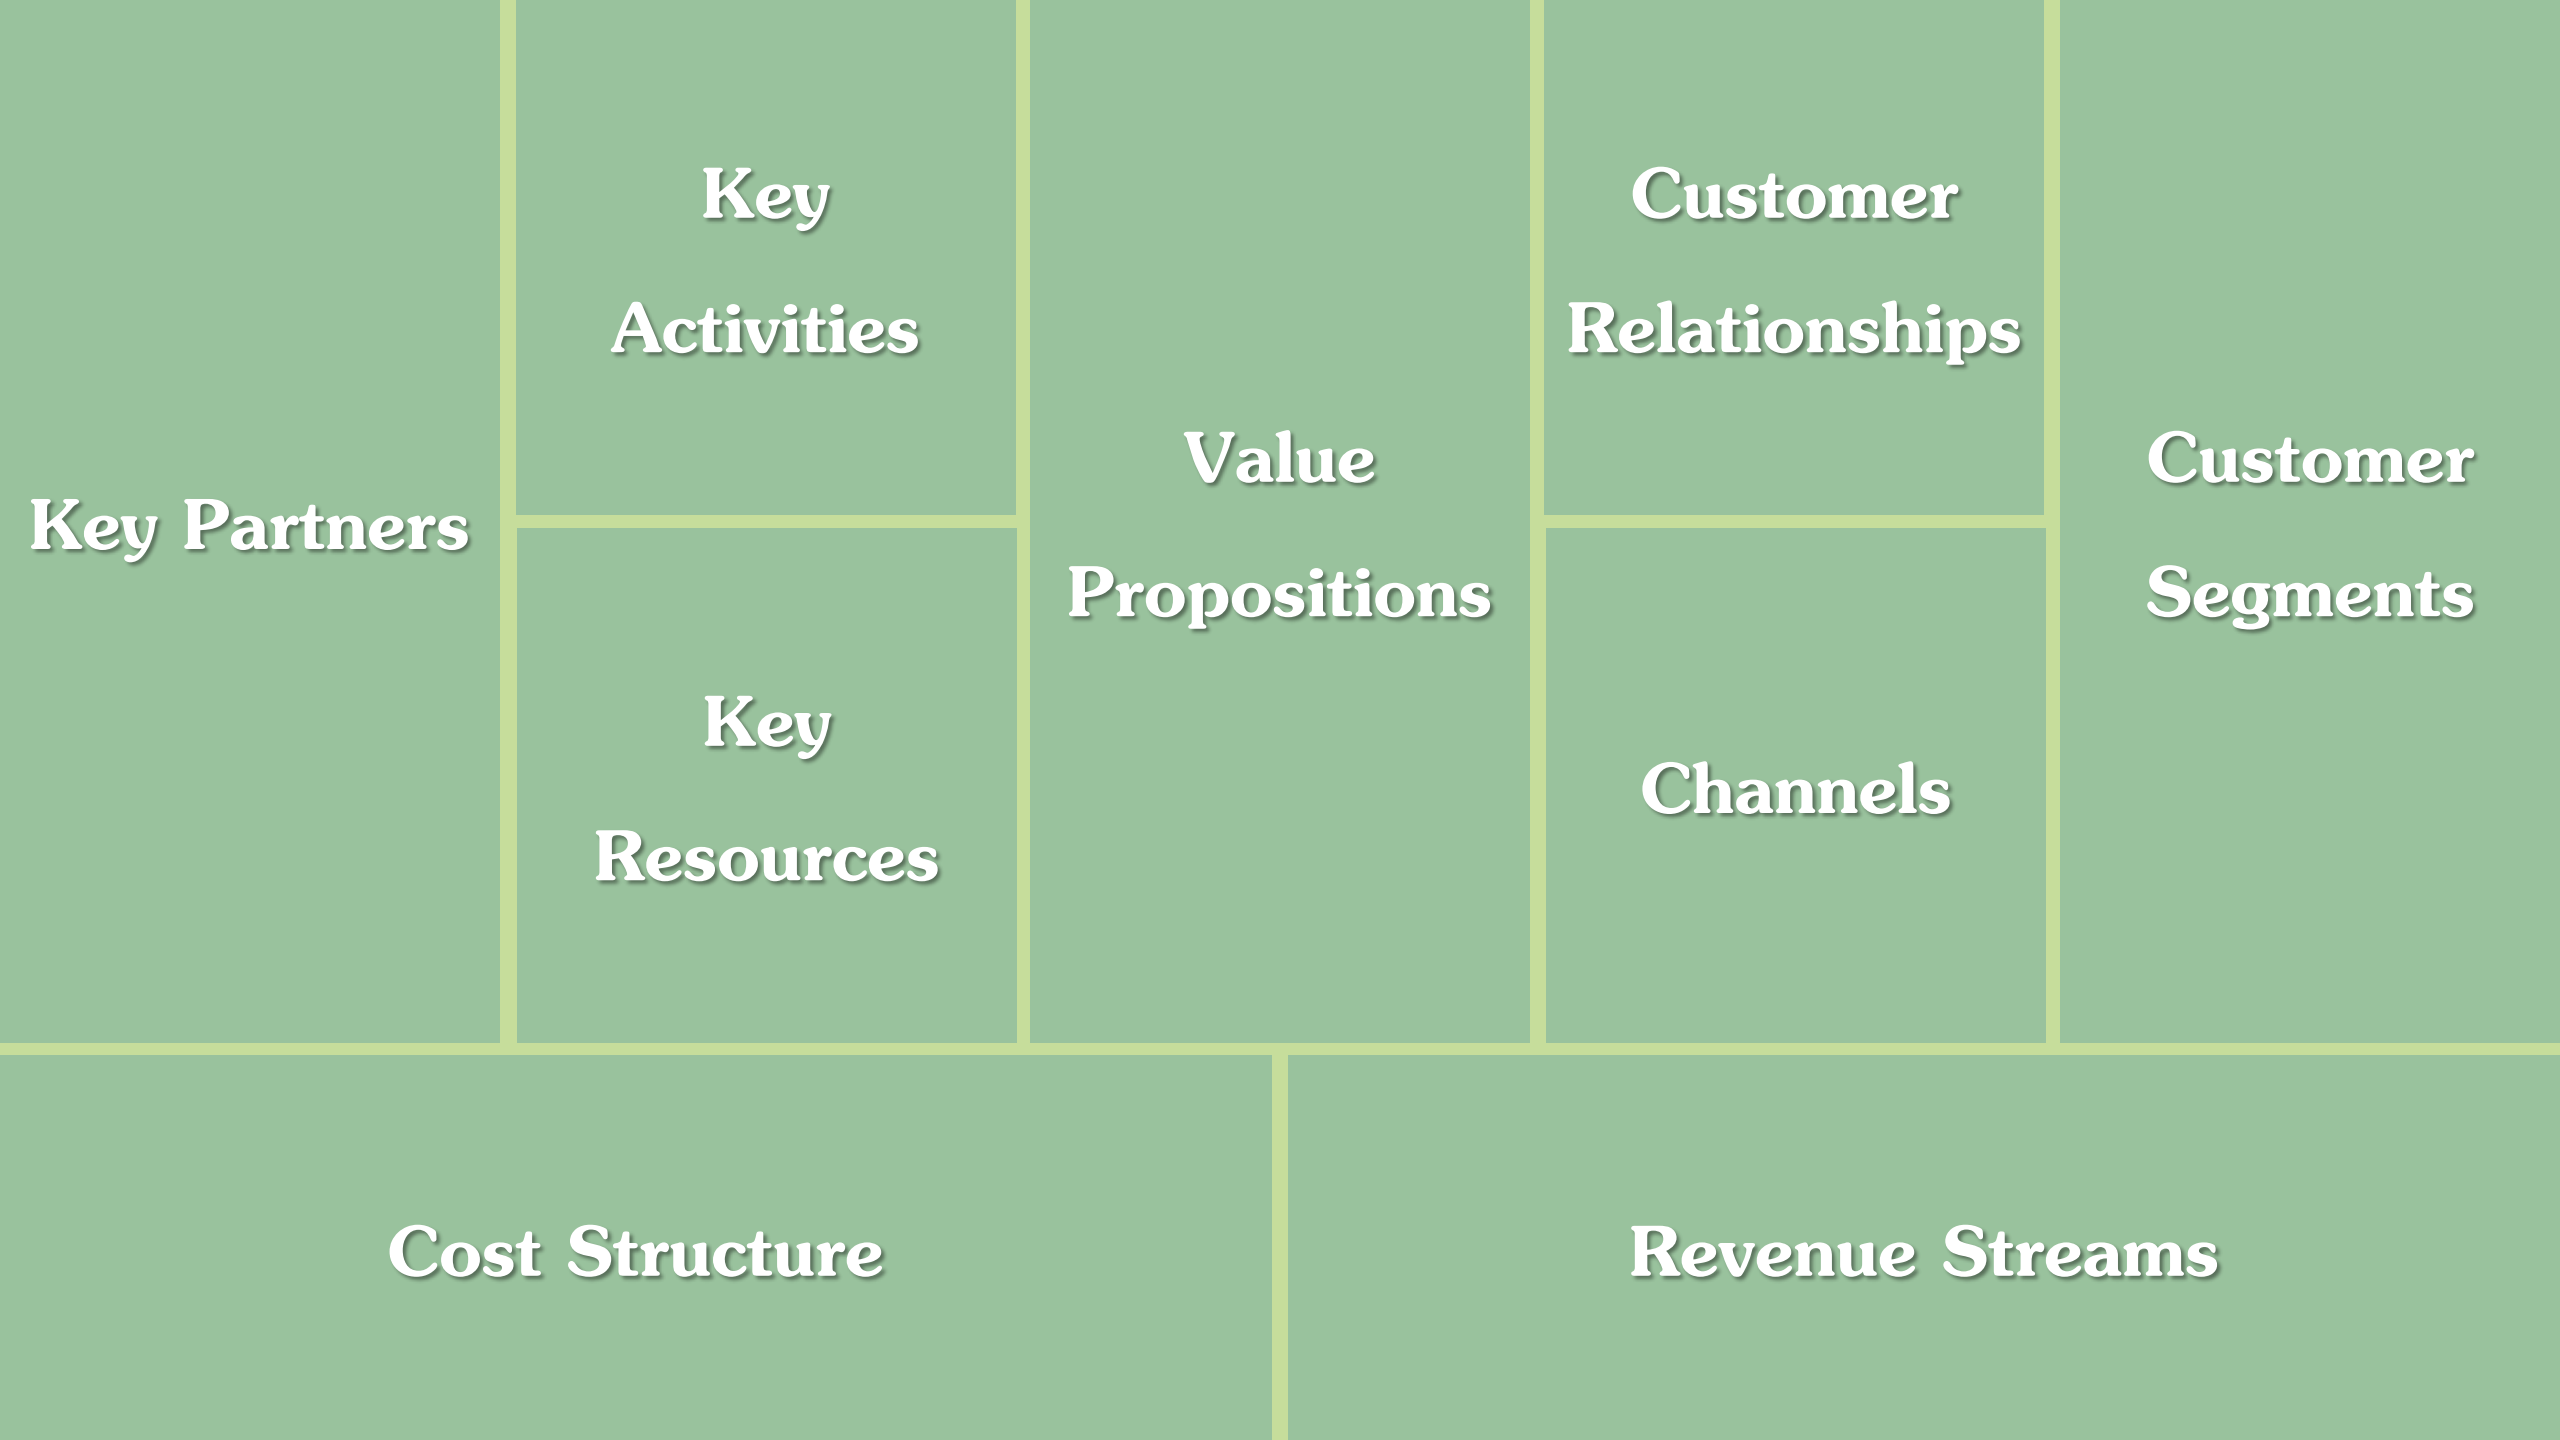 Key Partners
Key
Activities
Key
Resources
Value
Propositions
Customer
Relationships
Channels
Customer
Segments
Cost Structure
Revenue Streams